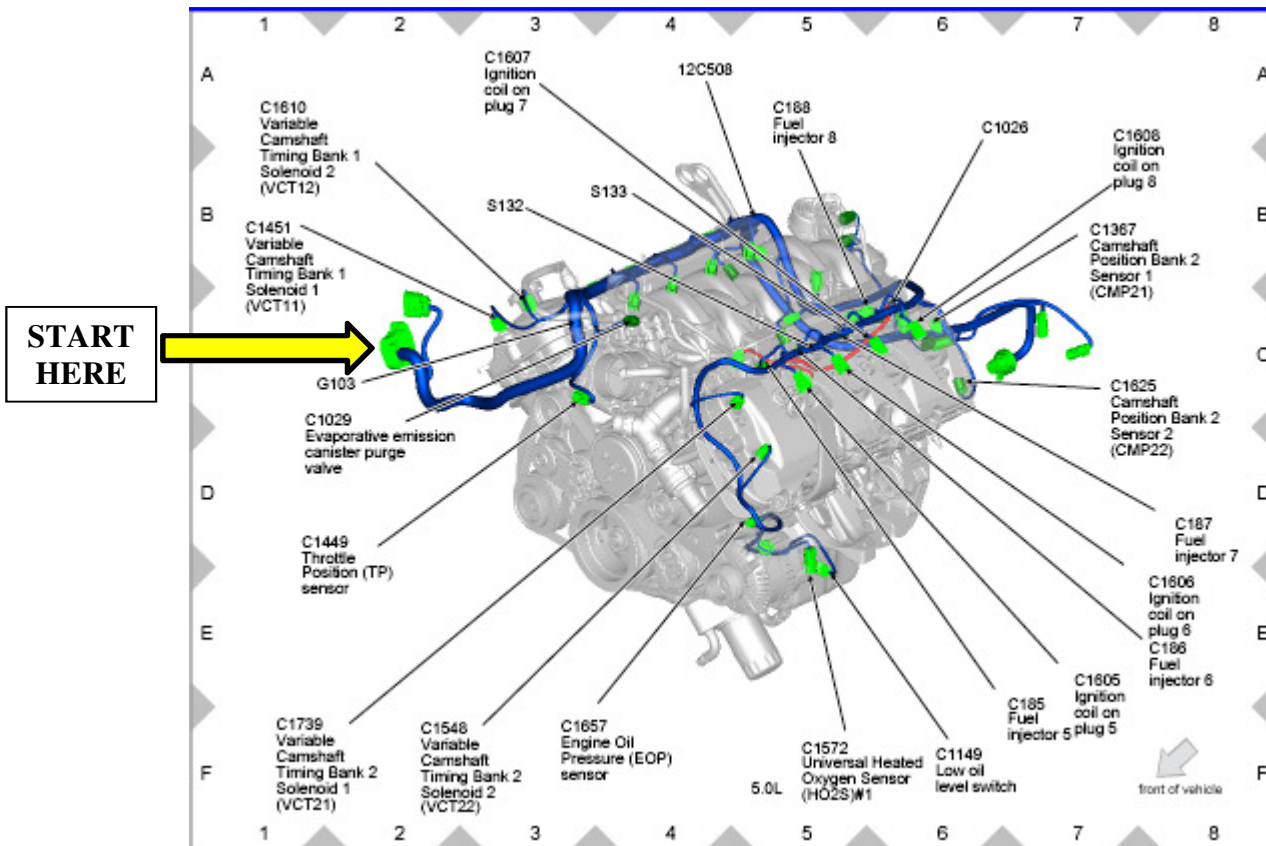 1 2 3 4 5 6 7 8
A
A
C1607
Ignition
coil on
plug 7
12C508
C1610
Variable
Camshaft
Timing Bank 1
Solenoid 2
(VCT12)
C188
Fuel
injector 8
C1026
C1608
Ignition
coil on
plug 8
S132
S133
B
B
C1451
Variable
Camshaft
Timing Bank 1
Solenoid 1
(VCT11)
C1367
Camshaft
Position Bank 2
Sensor 1
(CMP21)
START
HERE
C
C
G103
C1029
Evaporative emission
canister purge
valve
C1625
Camshaft
Position Bank 2
Sensor 2
(CMP22)
D
D
C1449
Throttle
Position (TP)
sensor
C187
Fuel
injector 7
C1606
Ignition
coil on
plug 6
E
E
C186
Fuel
injector 6
C1605
Ignition
coil on
plug 5
C185
Fuel
injector 5
C1739
Variable
Camshaft
Timing Bank 2
Solenoid 1
(VCT21)
C1548
Variable
Camshaft
Timing Bank 2
Solenoid 2
(VCT22)
C1657
Engine Oil
Pressure (EOP)
sensor
5.0L
C1572
Universal Heated
Oxygen Sensor
(HO2S)#1
C1149
Low oil
level switch
front of vehicle
F
F
1 2 3 4 5 6 7 8